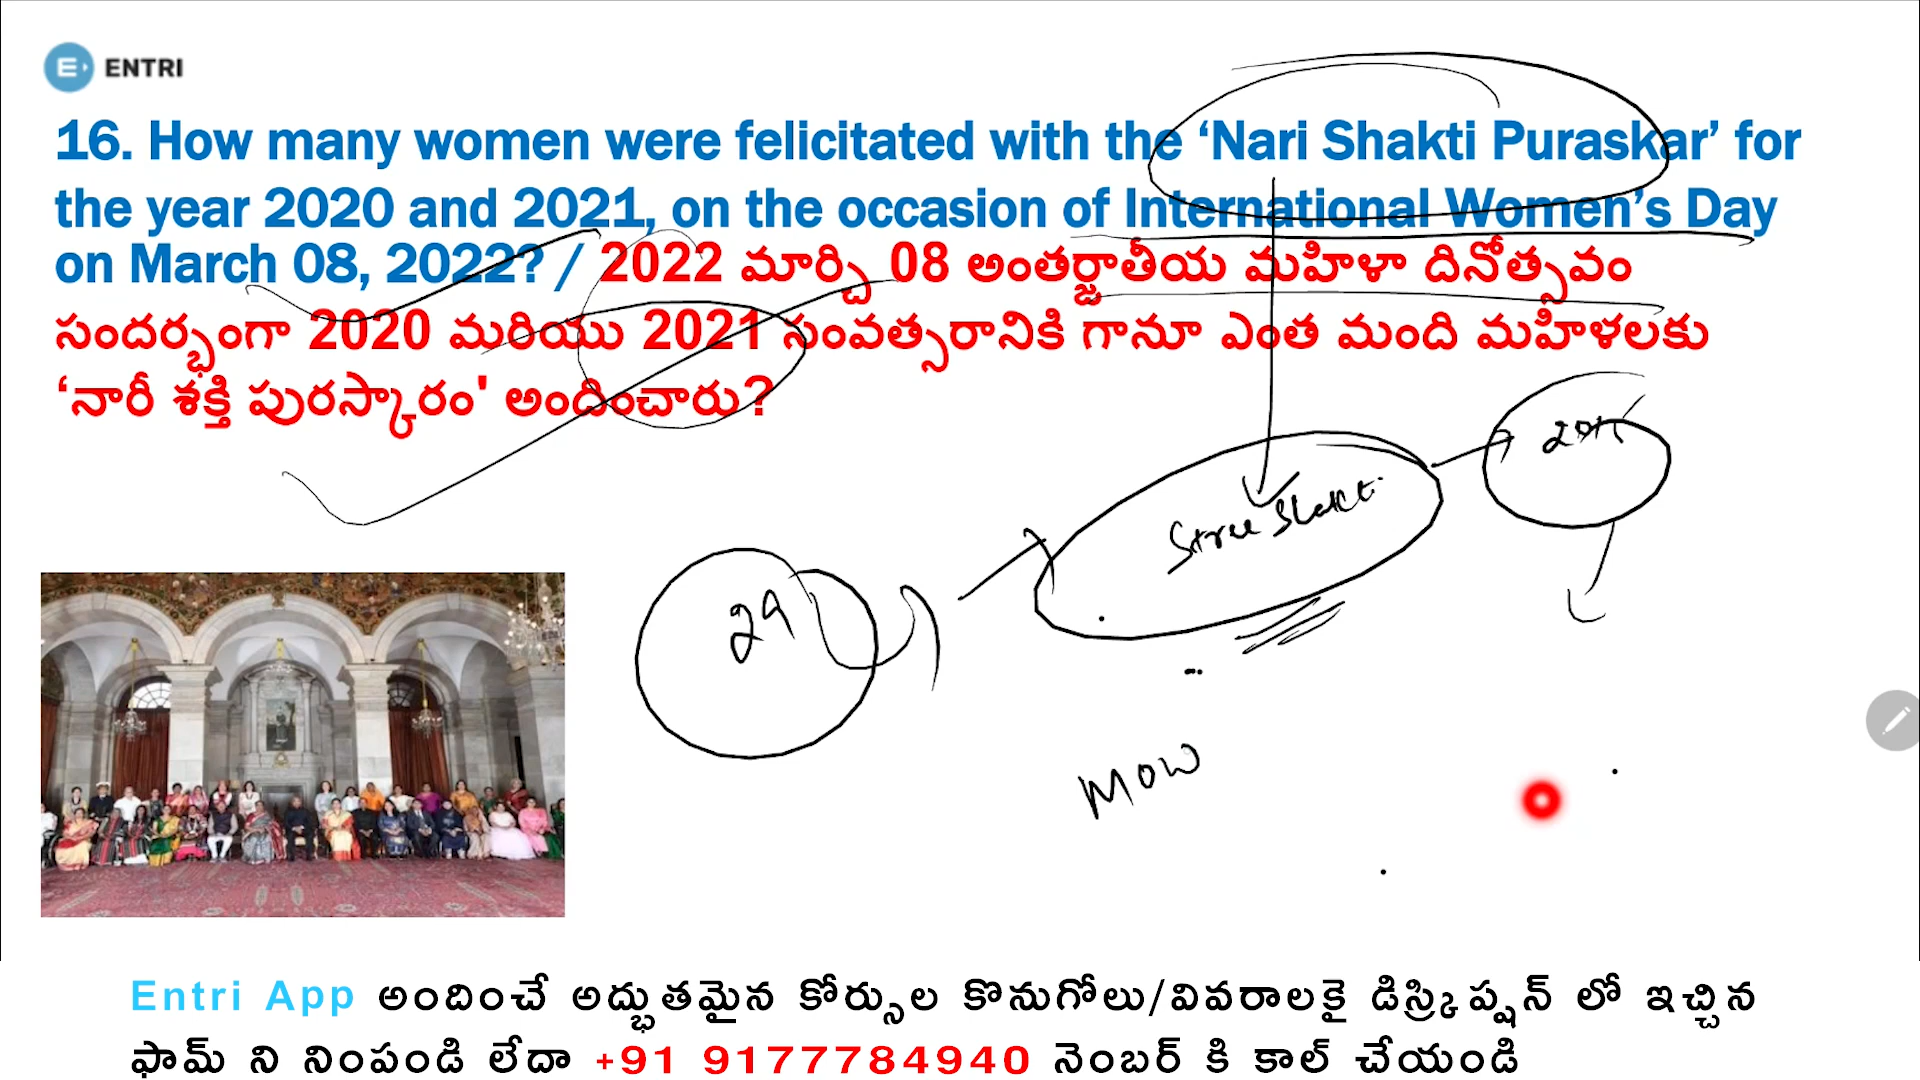 ENTRI
16. How many women were felicitated with the ‘Nari Shakti Puraskar’ for
the year 2020 and 2021, on the occasion of International Women’s Day
on March 08, 2022? / 2022 మార్చి 08 అంతర్జాతీయ మహిళా దినోత్సవం
సందర్భంగా 2020 మరియు 2021 సంవత్సరానికి గానూ ఎంత మంది మహిళలకు
‘నారీ శక్తి పురస్కారం' అందించారు?
Stree Shakti
29
MOW
Entri App అందించే అద్భుతమైన కోర్సుల కొనుగోలు/వివరాలకై డిస్క్రిప్షన్ లో ఇచ్చిన
ఫామ్ ని నింపండి లేదా +91 9177784940 నెంబర్ కి కాల్ చేయండి